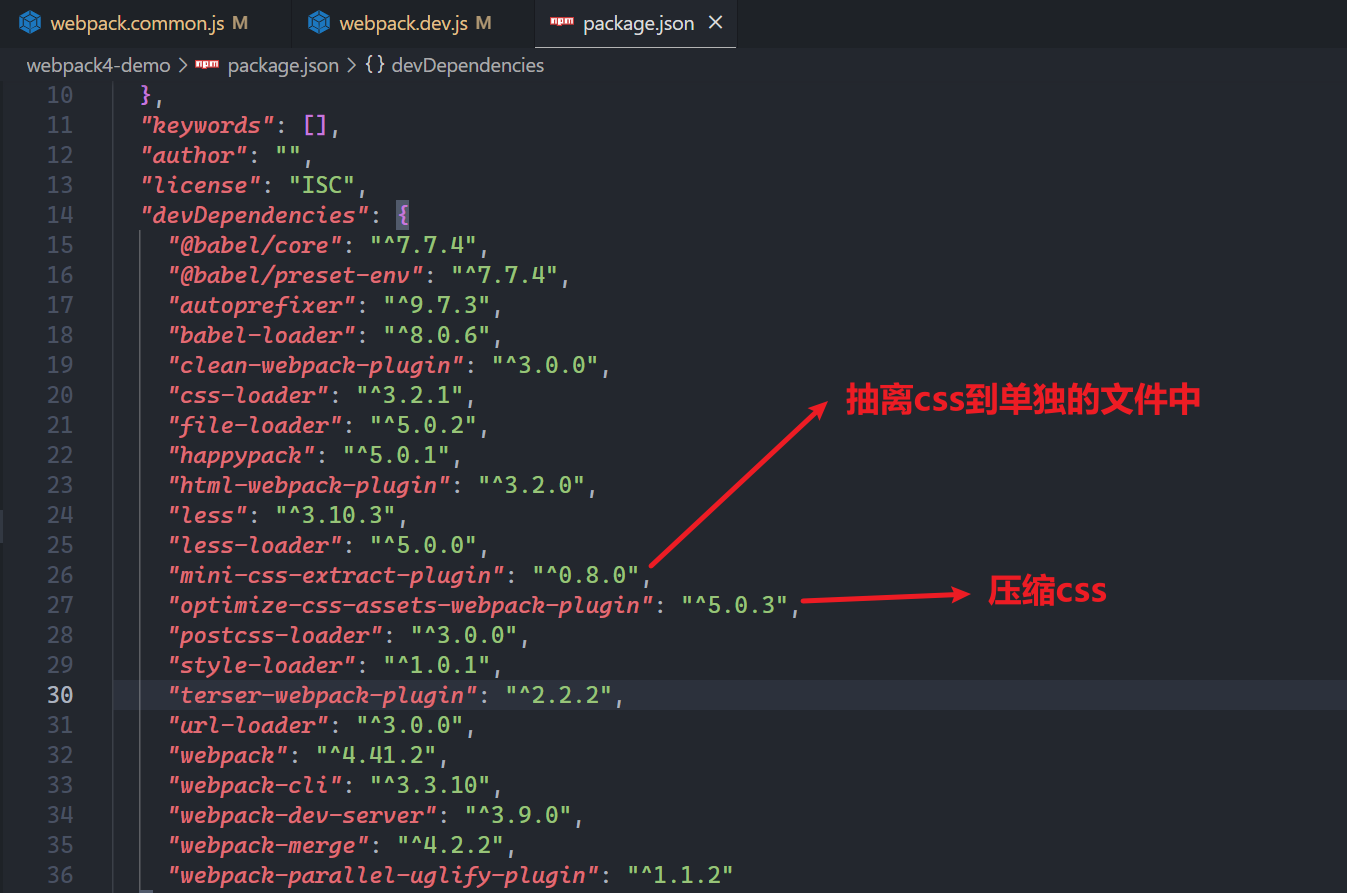 webpack.common.js M webpack.dev.js M npm package.json ×
webpack4-demo > npm package.json > {} devDependencies
10 },
11 "keywords": [],
12 "author": "",
13 "license": "ISC",
14 "devDependencies": {
15 "@babel/core": "^7.7.4",
16 "@babel/preset-env": "^7.7.4",
17 "autoprefixer": "^9.7.3",
18 "babel-loader": "^8.0.6",
19 "clean-webpack-plugin": "^3.0.0",
20 "css-loader": "^3.2.1",
抽离css到单独的文件中
21 "file-loader": "^5.0.2",
22 "happypack": "^5.0.1",
23 "html-webpack-plugin": "^3.2.0",
24 "less": "^3.10.3",
25 "less-loader": "^5.0.0",
26 "mini-css-extract-plugin": "^0.8.0",
27 "optimize-css-assets-webpack-plugin": "^5.0.3",
压缩css
28 "postcss-loader": "^3.0.0",
29 "style-loader": "^1.0.1",
30 "terser-webpack-plugin": "^2.2.2",
31 "url-loader": "^3.0.0",
32 "webpack": "^4.41.2",
33 "webpack-cli": "^3.3.10",
34 "webpack-dev-server": "^3.9.0",
35 "webpack-merge": "^4.2.2",
36 "webpack-parallel-uglify-plugin": "^1.1.2"